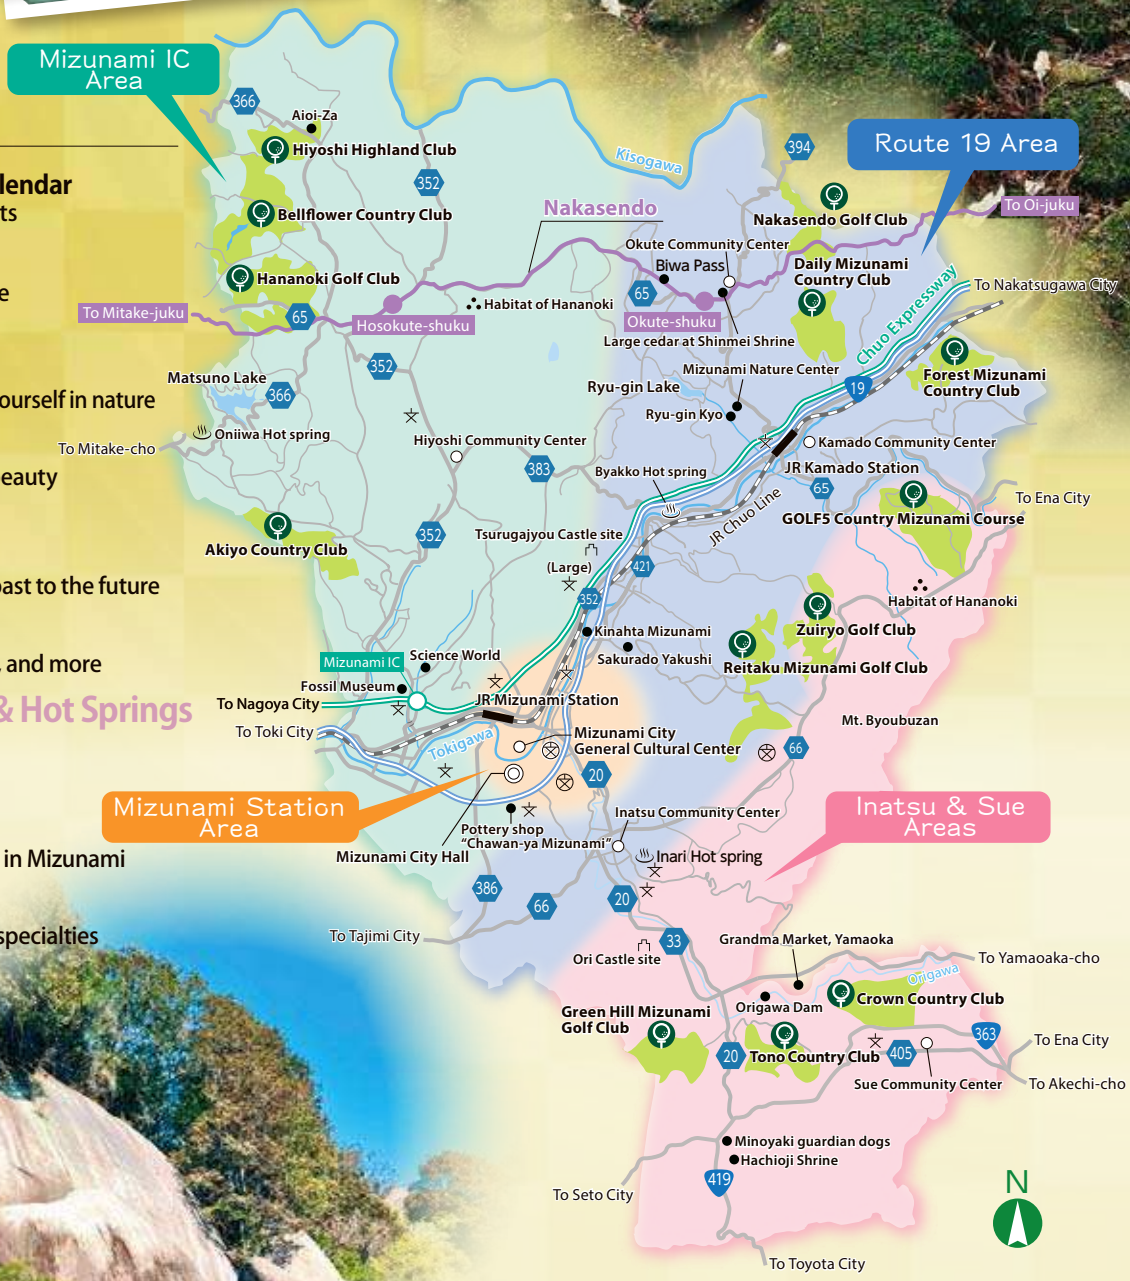 Mizunami IC
Area
366
Aioi-Za
Hiyoshi Highland Club
352
Kisogawa
394
Route 19 Area
lendar
ts
Bellflower Country Club
Nakasendo
Nakasendo Golf Club
To Oi-juku
Okute Community Center
Biwa Pass
Daily Mizunami
Country Club
Chuo Expressway
To Nakatsugawa City
e
Hananoki Golf Club
65
To Mitake-juku
65
Hosokute-shuku
Habitat of Hananoki
Okute-shuku
Large cedar at Shinmei Shrine
352
Mizunami Nature Center
Forest Mizunami
Country Club
Matsuno Lake
366
Ryu-gin Lake
19
ourself in nature
Ryu-gin Kyo
Oniiwa Hot spring
To Mitake-cho
Hiyoshi Community Center
Kamado Community Center
383
Byakko Hot spring
JR Kamado Station
eauty
65
To Ena City
JR Chuo Line
GOLF5 Country Mizunami Course
Akiyo Country Club
352
Tsurugajyou Castle site
(Large)
421
oast to the future
352
Habitat of Hananoki
Kinahta Mizunami
Zuiryo Golf Club
, and more
Mizunami IC
Science World
Sakurado Yakushi
Reitaku Mizunami Golf Club
Fossil Museum
& Hot Springs
To Nagoya City
JR Mizunami Station
Mt. Byoubuzan
To Toki City
Tokigawa
Mizunami City
General Cultural Center
66
20
Mizunami Station
Area
Inatsu & Sue
Areas
Pottery shop
“Chawan-ya Mizunami”
Inatsu Community Center
in Mizunami
Mizunami City Hall
Inari Hot spring
386
66
20
specialties
To Tajimi City
33
Grandma Market, Yamaoka
Ori Castle site
To Yamaoaka-cho
Origawa
Origawa Dam
Crown Country Club
Green Hill Mizunami
Golf Club
363
To Ena City
20
Tono Country Club
405
Sue Community Center
To Akechi-cho
Minoyaki guardian dogs
Hachioji Shrine
419
To Seto City
N
To Toyota City